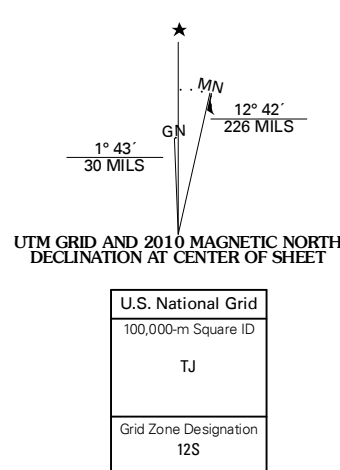 ★
MN
GN
12° 42´
226 MILS
1° 43´
30 MILS
UTM GRID AND 2010 MAGNETIC NORTH
DECLINATION AT CENTER OF SHEET
U.S. National Grid
100,000-m Square ID
TJ
Grid Zone Designation
12S